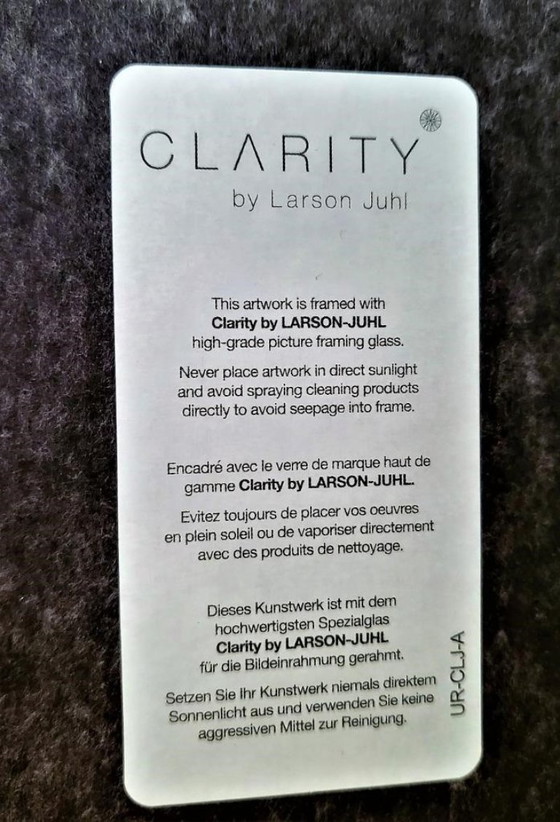 CLARITY
by Larson Juhl
This artwork is framed with
Clarity by LARSON-JUHL
high-grade picture framing glass.
Never place artwork in direct sunlight
and avoid spraying cleaning products
directly to avoid seepage into frame.
Encadré avec le verre de marque haut de
gamme Clarity by LARSON-JUHL.
Evitez toujours de placer vos oeuvres
en plein soleil ou de vaporiser directement
avec des produits de nettoyage.
Dieses Kunstwerk ist mit dem
hochwertigsten Spezialglas
Clarity by LARSON-JUHL
für die Bildeinrahmung gerahmt.
Setzen Sie Ihr Kunstwerk niemals direktem
Sonnenlicht aus und verwenden Sie keine
aggressiven Mittel zur Reinigung.
UR-CLJ-A